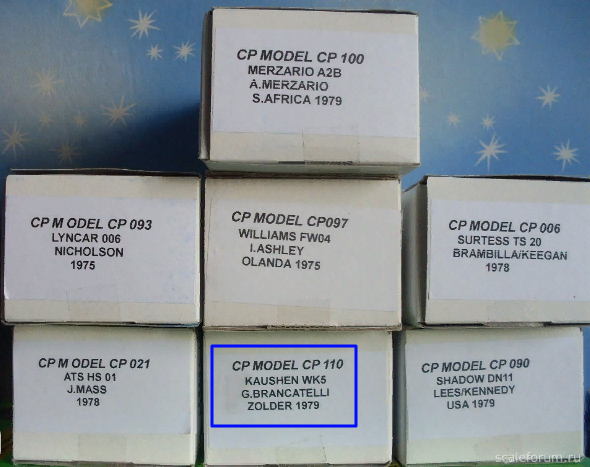 CP MODEL CP 100
MERZARIO A2B
A.MERZARIO
S.AFRICA 1979
CP M ODEL CP 093
LYNCAR 006
NICHOLSON
1975
CP MODEL CP097
WILLIAMS FW04
I.ASHLEY
OLANDA 1975
CP MODEL CP 006
SURTESS TS 20
BRAMBILLA/KEEGAN
1978
CP M ODEL CP 021
ATS HS 01
J.MASS
1978
CP MODEL CP 110
KAUSHEN WK5
G.BRANCATELLI
ZOLDER 1979
CP MODEL CP 090
SHADOW DN11
LEES/KENNEDY
USA 1979
scaleforum.ru